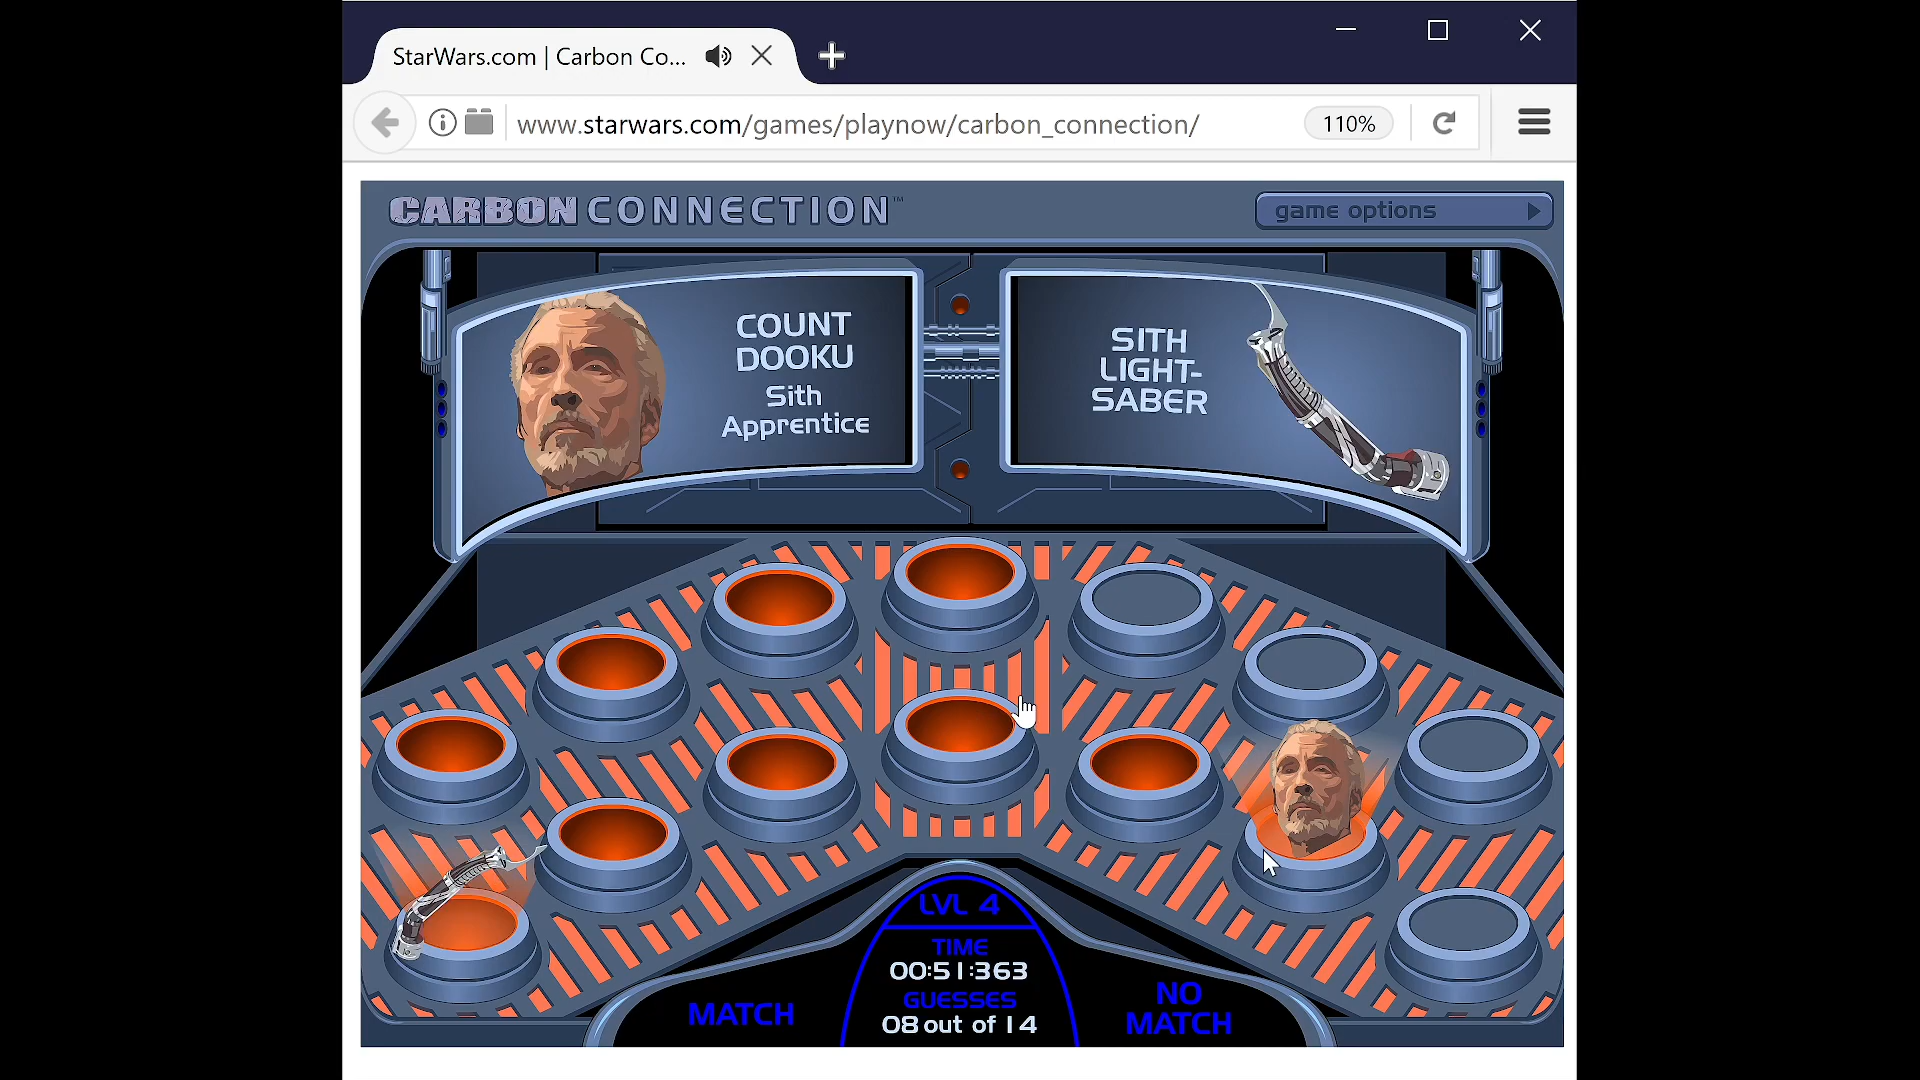 StarWars.com | Carbon Co...
www.starwars.com/games/playnow/carbon_connection/
110%
CARBON CONNECTION™
game options
COUNT
DOOKU
Sith
Apprentice
SITH
LIGHT-
SABER
LVL 4
TIME
00:51:363
GUESSES
08 out of 14
MATCH
NO
MATCH